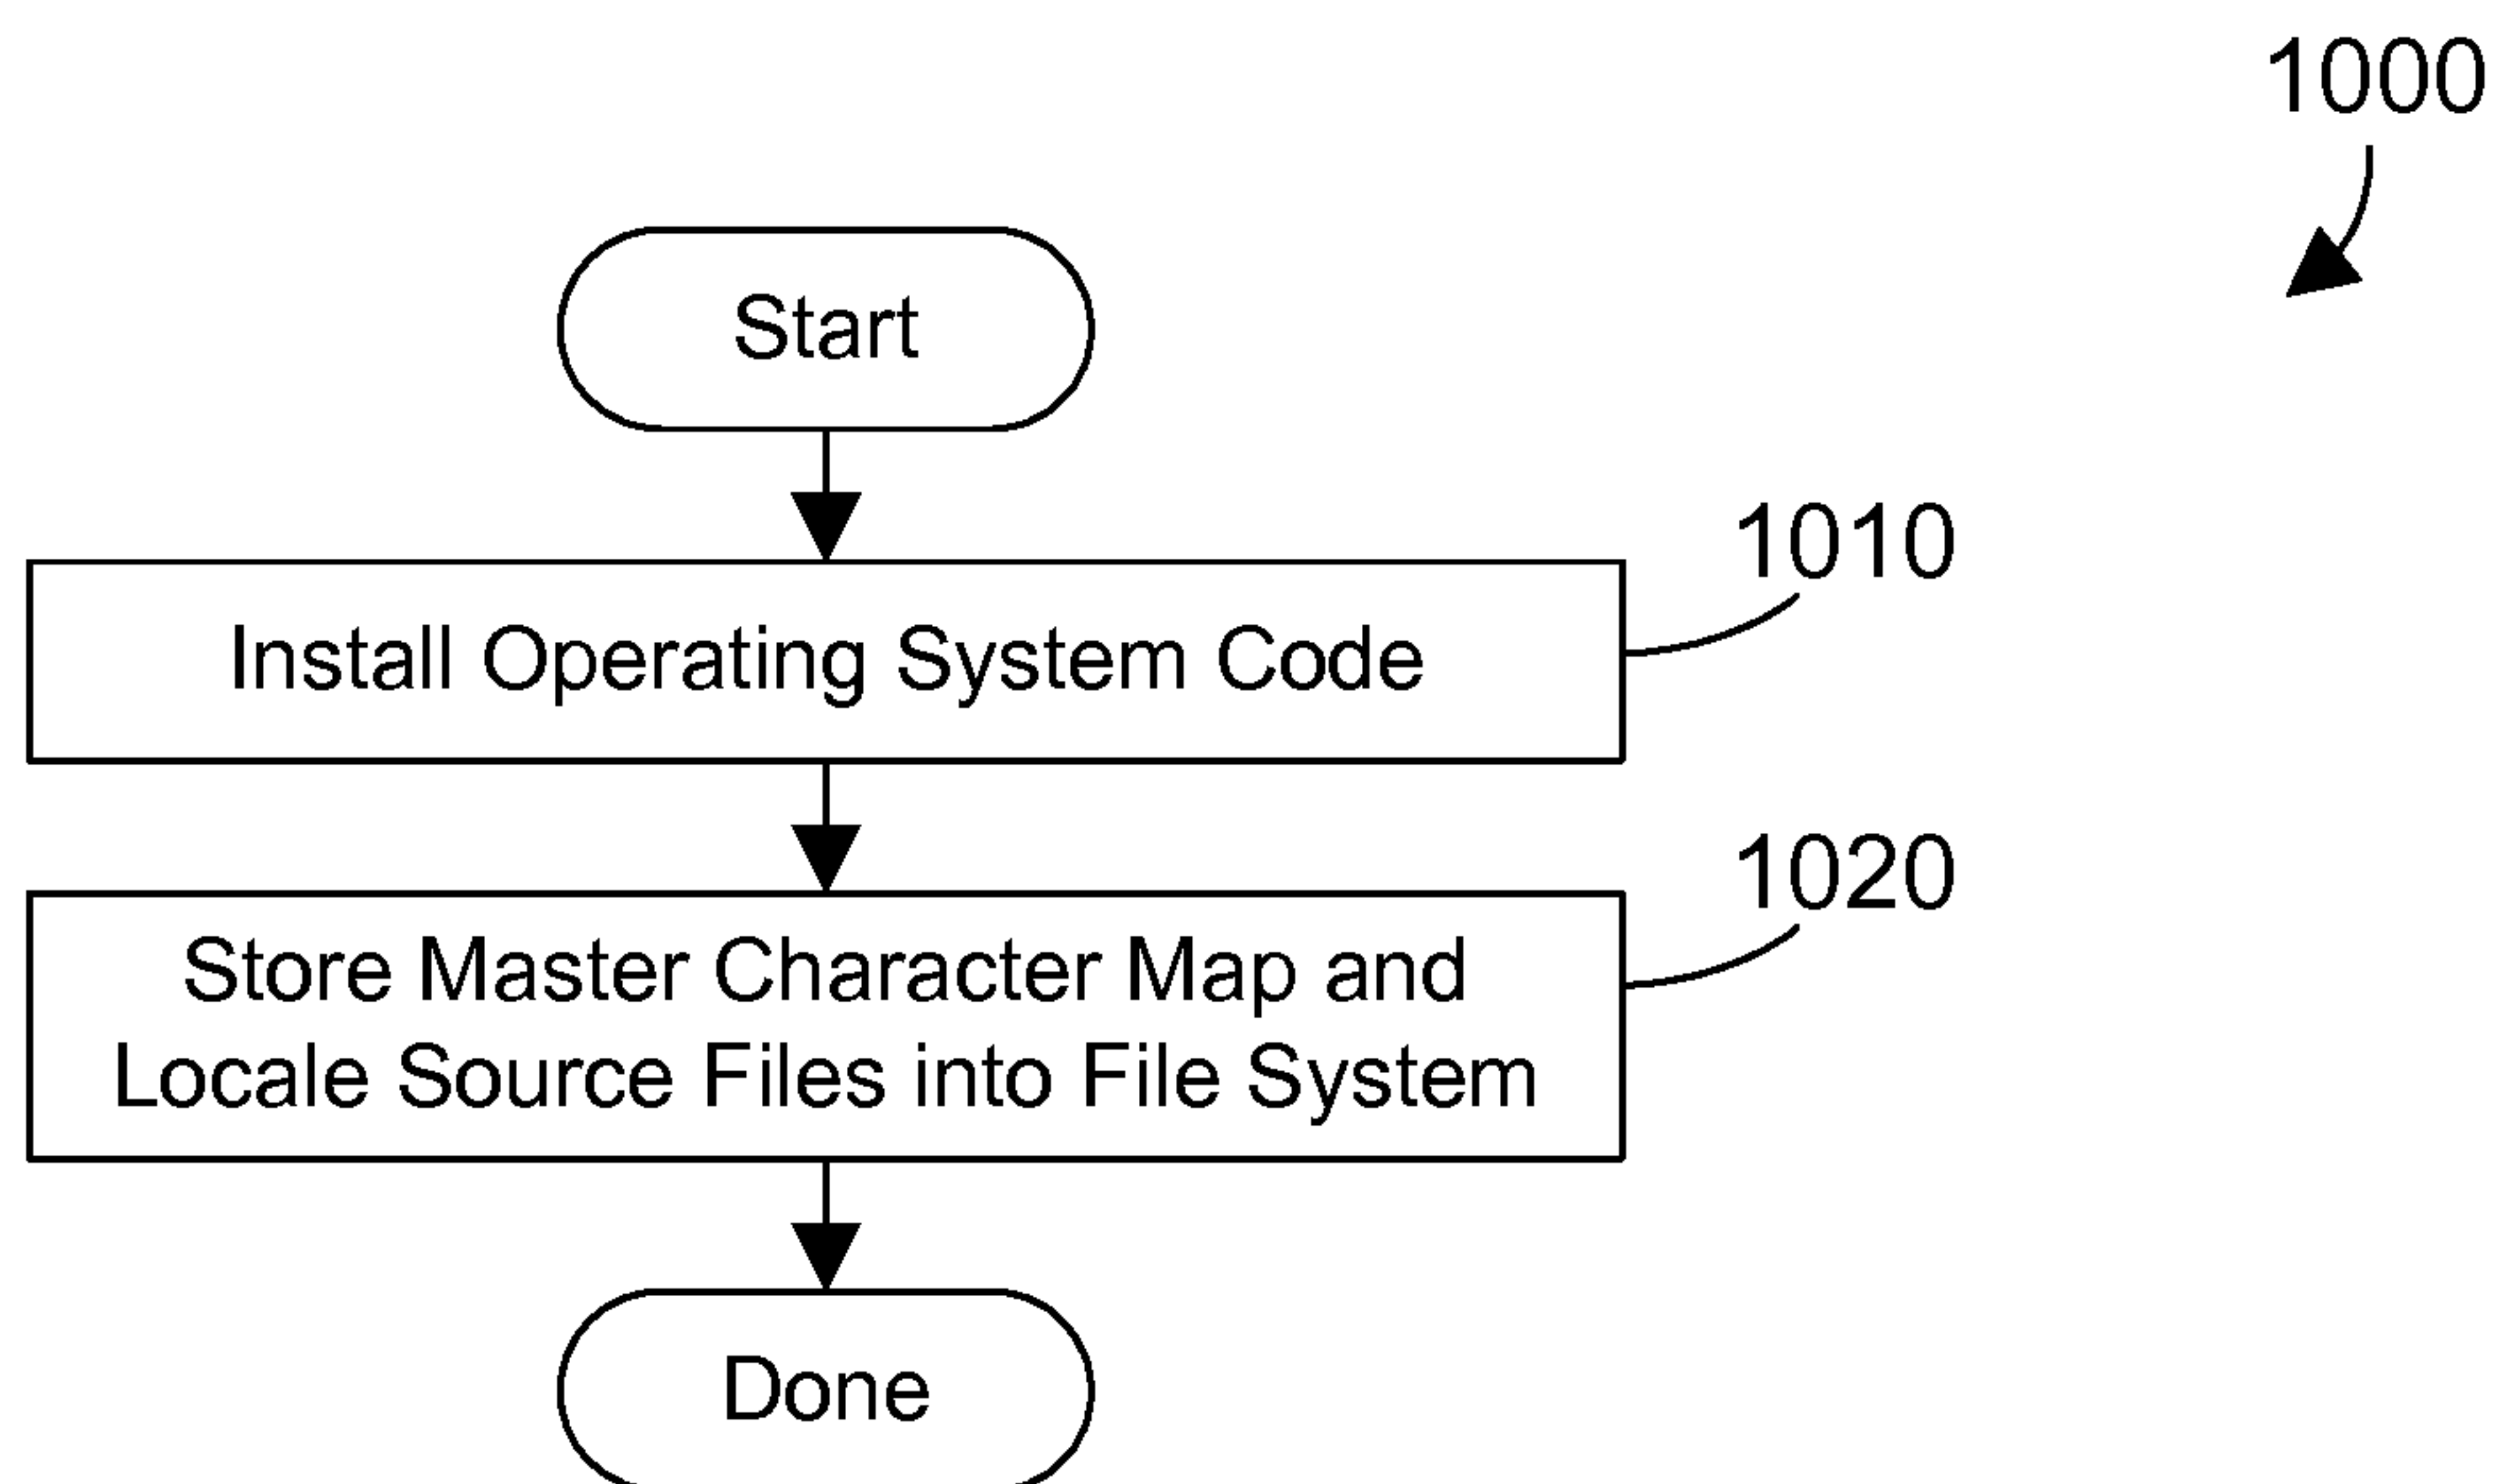 1000
Start
1010
Install Operating System Code
1020
Store Master Character Map and
Locale Source Files into File System
Done